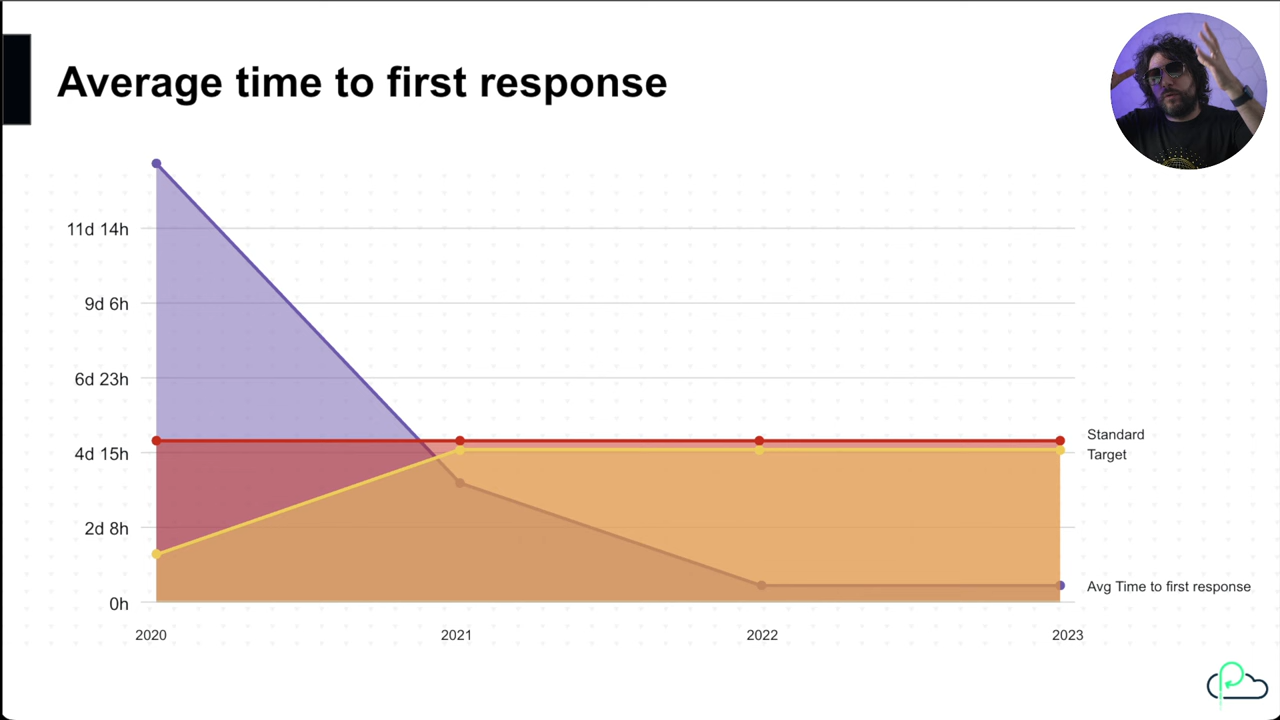 Average time to first response
11d 14h
9d 6h
6d 23h
4d 15h
2d 8h
0h
Standard
Target
Avg Time to first response
2020
2021
2022
2023